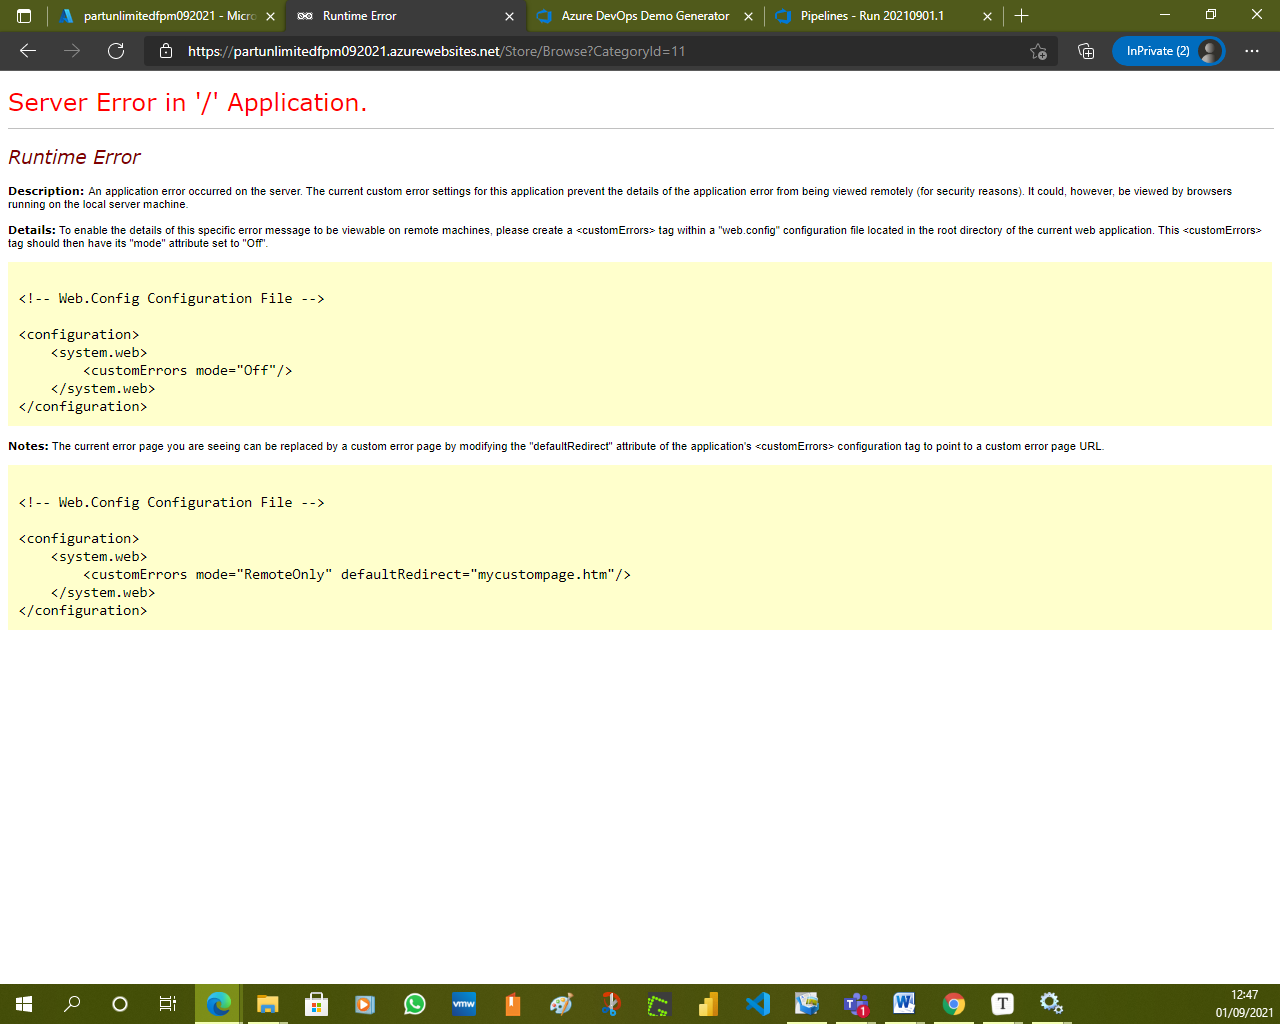 partunlimitedfpm092021 - Micro
Runtime Error
Azure DevOps Demo Generator
Pipelines - Run 20210901.1
https://partunlimitedfpm092021.azurewebsites.net/Store/Browse?CategoryId=11
InPrivate (2)
Server Error in '/' Application.
Runtime Error
Description: An application error occurred on the server. The current custom error settings for this application prevent the details of the application error from being viewed remotely (for security reasons). It could, however, be viewed by browsers
running on the local server machine.
Details: To enable the details of this specific error message to be viewable on remote machines, please create a <customErrors> tag within a "web.config" configuration file located in the root directory of the current web application. This <customErrors>
tag should then have its "mode" attribute set to "Off".
<!-- Web.Config Configuration File -->
<configuration>
    <system.web>
        <customErrors mode="Off"/>
    </system.web>
</configuration>
Notes: The current error page you are seeing can be replaced by a custom error page by modifying the "defaultRedirect" attribute of the application's <customErrors> configuration tag to point to a custom error page URL.
<!-- Web.Config Configuration File -->
<configuration>
    <system.web>
        <customErrors mode="RemoteOnly" defaultRedirect="mycustompage.htm"/>
    </system.web>
</configuration>
vmw
T
1
W
T
12:47
01/09/2021